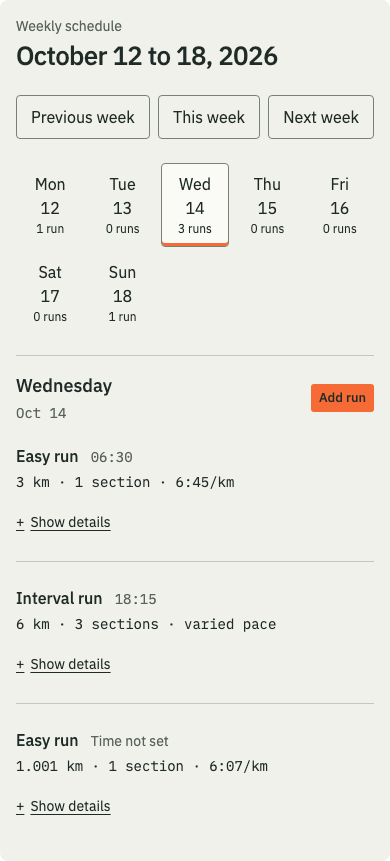 Weekly schedule
October 12 to 18, 2026
Previous week This week Next week
Mon Tue Wed Thu Fri
12 13 14 15 16
1 run 0 runs 3 runs 0 runs 0 runs
Sat Sun
17 18
0 runs 1 run
Wednesday
Oct 14
Add run
Easy run 06:30
3 km · 1 section · 6:45/km
+ Show details
Interval run 18:15
6 km · 3 sections · varied pace
+ Show details
Easy run Time not set
1.001 km · 1 section · 6:07/km
+ Show details